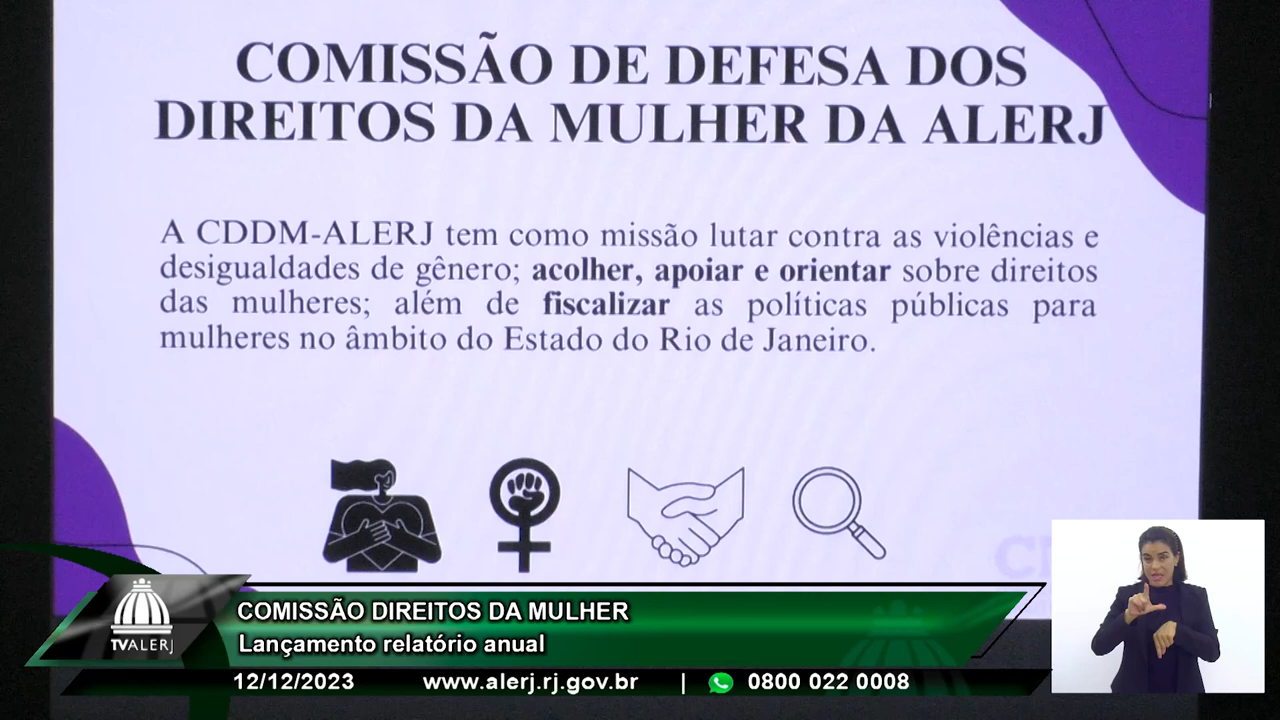 COMISSÃO DE DEFESA DOS
DIREITOS DA MULHER DA ALERJ
A CDDM-ALERJ tem como missão lutar contra as violências e
desigualdades de gênero; acolher, apoiar e orientar sobre direitos
das mulheres; além de fiscalizar as políticas públicas para
mulheres no âmbito do Estado do Rio de Janeiro.
COMISSÃO DIREITOS DA MULHER
Lançamento relatório anual
TVALERJ
12/12/2023 www.alerj.rj.gov.br | 0800 022 0008